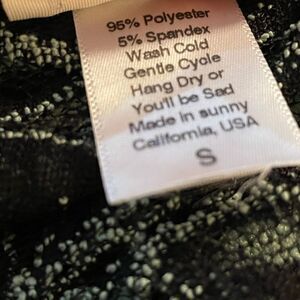 95% Polyester
5% Spandex
Wash Cold
Gentle Cycle
Hang Dry or
You'll be Sad
Made in sunny
California, USA
S